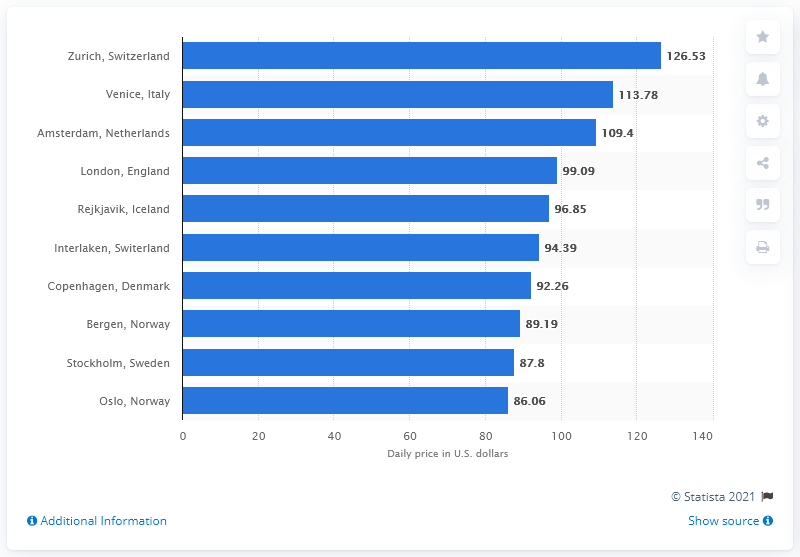 Zurich, Switzerland 126.53
Venice, Italy 113.78
Amsterdam, Netherlands 109.4
London, England 99.09
Rejkjavik, Iceland 96.85
Interlaken, Switerland 94.39
Copenhagen, Denmark 92.26
Bergen, Norway 89.19
Stockholm, Sweden 87.8
Oslo, Norway 86.06
0 20 40 60 80 100 120 140
Daily price in U.S. dollars
© Statista 2021
Additional Information Show source